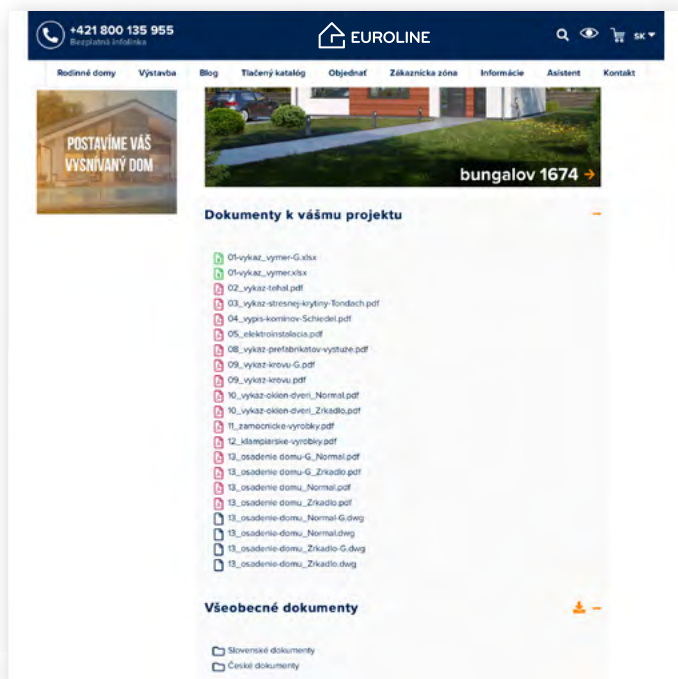 +421 800 135 955
Bezplatná infolinka
EUROLINE
SK
Rodinné domy Výstavba Blog Tlačený katalóg Objednať Zákaznícka zóna Informácie Asistent Kontakt
POSTAVÍME VÁŠ
VYSNÍVANÝ DOM
bungalov 1674
Dokumenty k vášmu projektu
01-vykaz_vymer-G.xlsx
01-vykaz_vymer.xlsx
02_vykaz-tehal.pdf
03_vykaz-stresnej-krytiny-Tondach.pdf
04_vypis-kominov-Schiedel.pdf
05_elektroinstalacia.pdf
08_vykaz-prefabrikatov-vystuze.pdf
09_vykaz-krovu-G.pdf
09_vykaz-krovu.pdf
10_vykaz-okien-dveri_Normal.pdf
10_vykaz-okien-dveri_Zrkadlo.pdf
11_zamocnicke-vyrobky.pdf
12_klampiarske-vyrobky.pdf
13_osadenie domu-G_Normal.pdf
13_osadenie domu-G_Zrkadlo.pdf
13_osadenie domu_Normal.pdf
13_osadenie domu_Zrkadlo.pdf
13_osadenie-domu_Normal-G.dwg
13_osadenie-domu_Normal.dwg
13_osadenie-domu_Zrkadlo-G.dwg
13_osadenie-domu_Zrkadlo.dwg
Všeobecné dokumenty
Slovenské dokumenty
České dokumenty